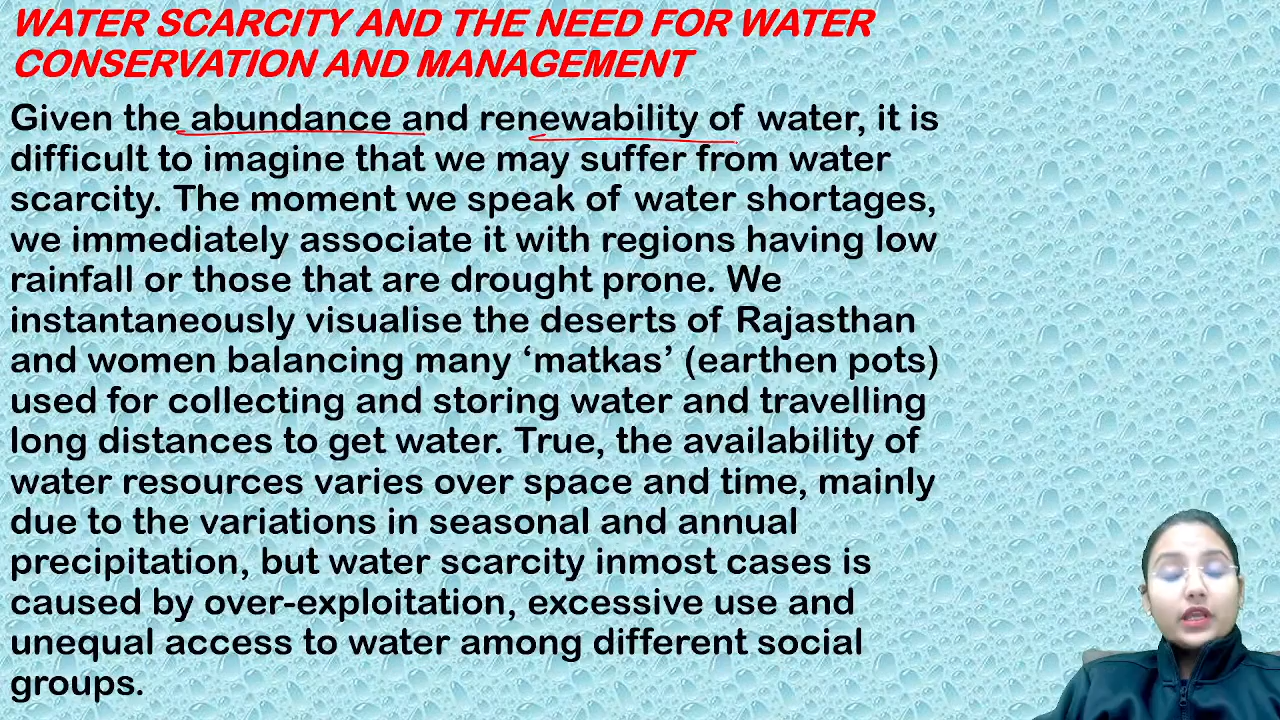 WATER SCARCITY AND THE NEED FOR WATER
CONSERVATION AND MANAGEMENT
Given the abundance and renewability of water, it is
difficult to imagine that we may suffer from water
scarcity. The moment we speak of water shortages,
we immediately associate it with regions having low
rainfall or those that are drought prone. We
instantaneously visualise the deserts of Rajasthan
and women balancing many ‘matkas’ (earthen pots)
used for collecting and storing water and travelling
long distances to get water. True, the availability of
water resources varies over space and time, mainly
due to the variations in seasonal and annual
precipitation, but water scarcity inmost cases is
caused by over-exploitation, excessive use and
unequal access to water among different social
groups.